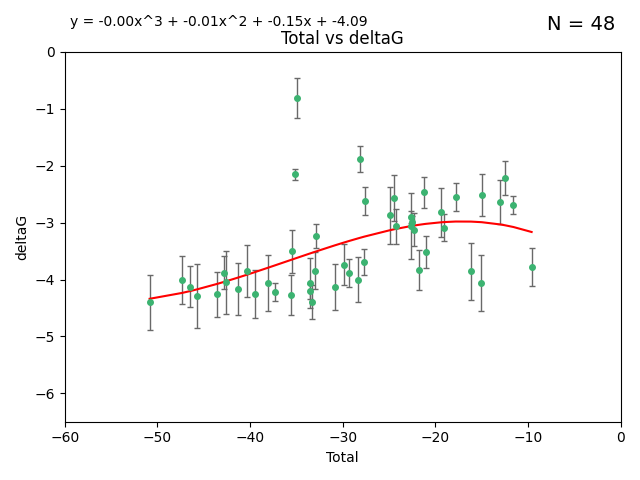 y = -0.00x^3 + -0.01x^2 + -0.15x + -4.09
N = 48
Total vs deltaG
0
−1
−2
−3
−4
−5
−6
deltaG
−60 −50 −40 −30 −20 −10 0
Total